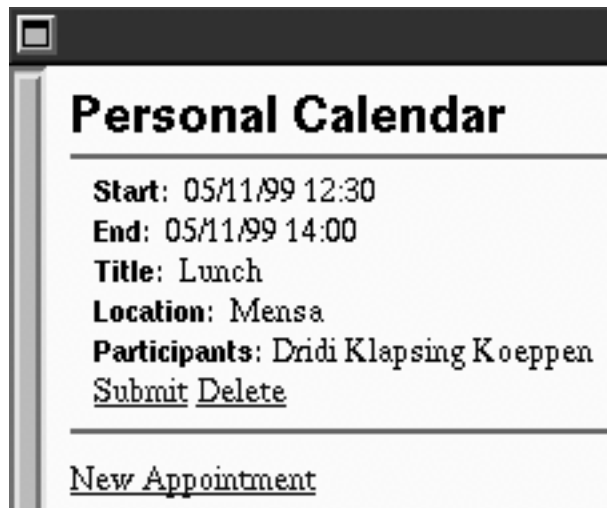 Personal Calendar
Start: 05/11/99 12:30
End: 05/11/99 14:00
Title: Lunch
Location: Mensa
Participants: Dridi Klapsing Koeppen
Submit Delete
New Appointment